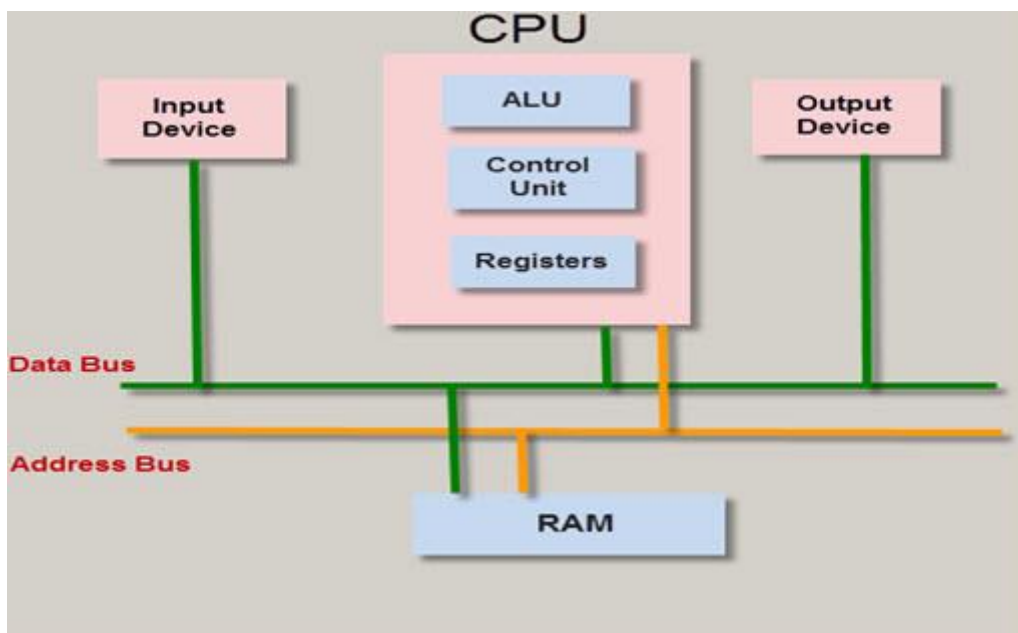 CPU
Input
Device
ALU
Control
Unit
Registers
Output
Device
Data Bus
Address Bus
RAM